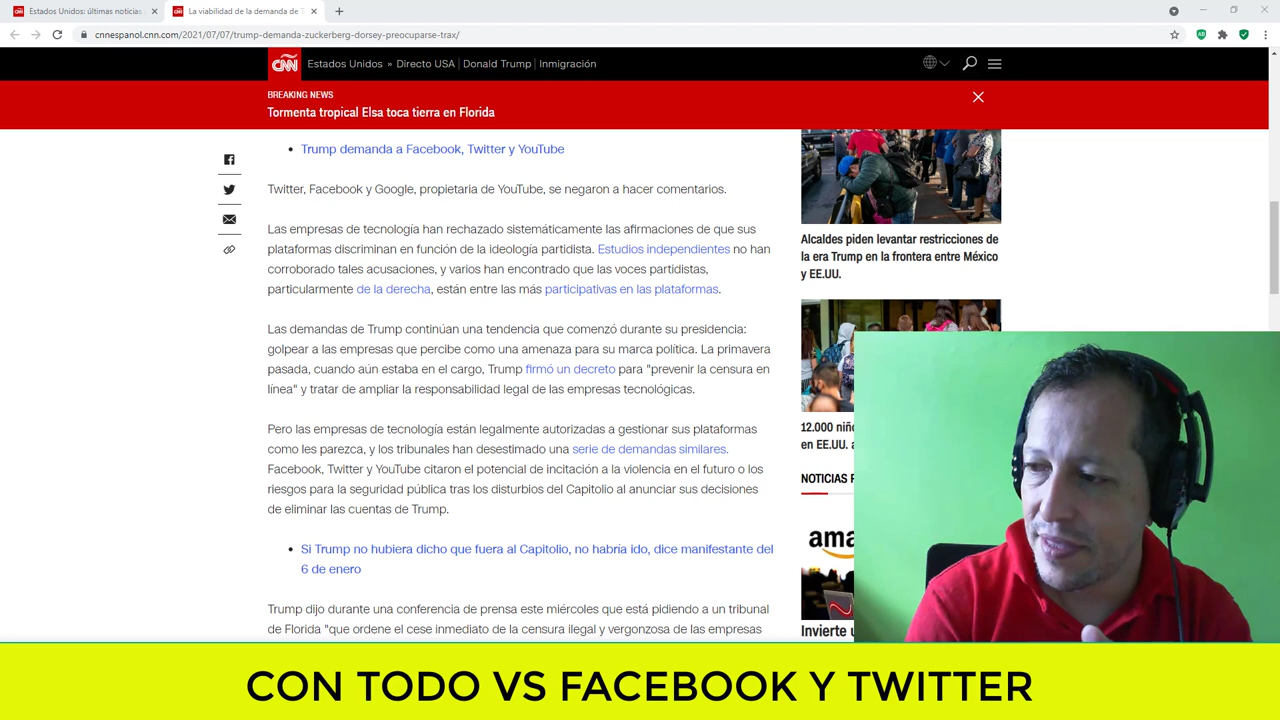 Estados Unidos: últimas noticias
La viabilidad de la demanda de T
cnnespanol.cnn.com/2021/07/07/trump-demanda-zuckerberg-dorsey-preocuparse-trax/
CNN
Estados Unidos » Directo USA | Donald Trump | Inmigración
BREAKING NEWS
Tormenta tropical Elsa toca tierra en Florida
• Trump demanda a Facebook, Twitter y YouTube
Twitter, Facebook y Google, propietaria de YouTube, se negaron a hacer comentarios.
Las empresas de tecnología han rechazado sistemáticamente las afirmaciones de que sus
plataformas discriminan en función de la ideología partidista. Estudios independientes no han
corroborado tales acusaciones, y varios han encontrado que las voces partidistas,
particularmente de la derecha, están entre las más participativas en las plataformas.
Las demandas de Trump continúan una tendencia que comenzó durante su presidencia:
golpear a las empresas que percibe como una amenaza para su marca política. La primavera
pasada, cuando aún estaba en el cargo, Trump firmó un decreto para "prevenir la censura en
línea" y tratar de ampliar la responsabilidad legal de las empresas tecnológicas.
Pero las empresas de tecnología están legalmente autorizadas a gestionar sus plataformas
como les parezca, y los tribunales han desestimado una serie de demandas similares.
Facebook, Twitter y YouTube citaron el potencial de incitación a la violencia en el futuro o los
riesgos para la seguridad pública tras los disturbios del Capitolio al anunciar sus decisiones
de eliminar las cuentas de Trump.
• Si Trump no hubiera dicho que fuera al Capitolio, no habría ido, dice manifestante del
6 de enero
Trump dijo durante una conferencia de prensa este miércoles que está pidiendo a un tribunal
de Florida "que ordene el cese inmediato de la censura ilegal y vergonzosa de las empresas
Alcaldes piden levantar restricciones de
la era Trump en la frontera entre México
y EE.UU.
12.000 niño
en EE.UU. a
NOTICIAS P
ama
Invierte u
CON TODO VS FACEBOOK Y TWITTER